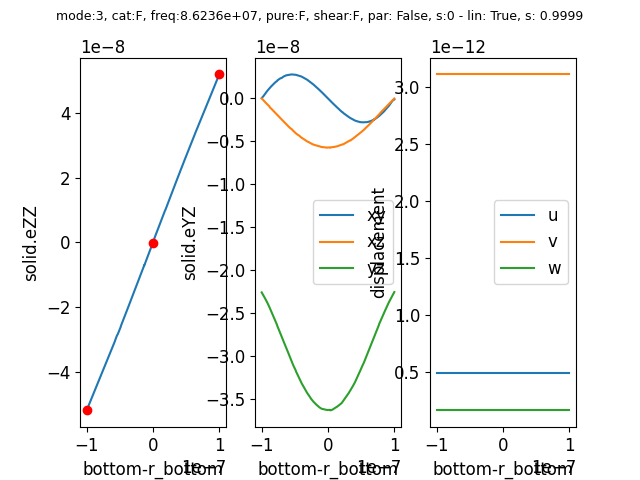 mode:3, cat:F, freq:8.6236e+07, pure:F, shear:F, par: False, s:0 - lin: True, s: 0.9999
1e−8
4
2
0
−2
−4
solid.eZZ
−1
0
1
1e−7
bottom-r_bottom
1e−8
0.0
−0.5
−1.0
−1.5
−2.0
−2.5
−3.0
−3.5
solid.eYZ
−1
0
1
1e−7
bottom-r_bottom
1e−12
3.0
2.5
2.0
1.5
1.0
0.5
displacement
u
v
w
−1
0
1
1e−7
bottom-r_bottom